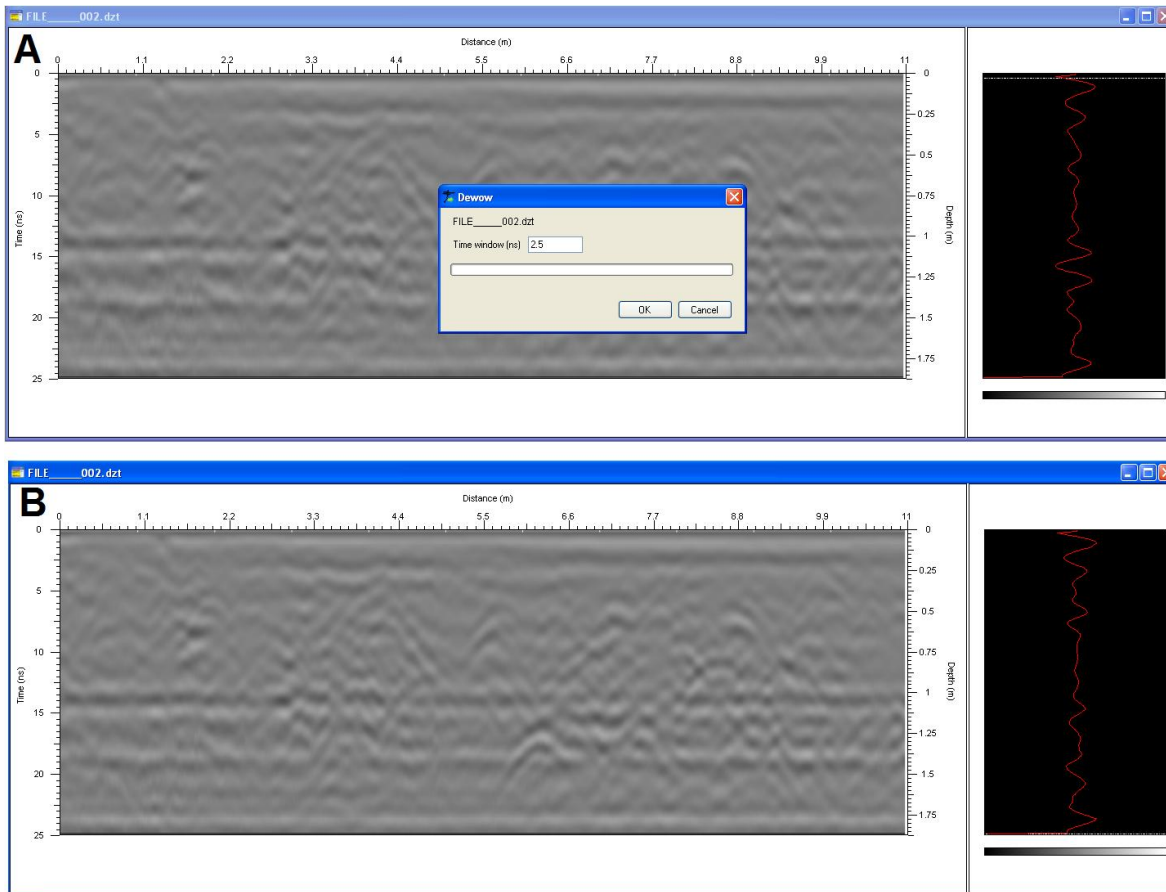 FILE_____002.dzt
A
Distance (m)
0 1.1 2.2 3.3 4.4 5.5 6.6 7.7 8.8 9.9 11
0 5 10 15 20 25
Time (ns)
0 0.25 0.5 0.75 1 1.25 1.5 1.75
Depth (m)
Dewow
FILE_____002.dzt
Time window (ns) 2.5
OK Cancel
FILE_____002.dzt
B
Distance (m)
0 1.1 2.2 3.3 4.4 5.5 6.6 7.7 8.8 9.9 11
0 5 10 15 20 25
Time (ns)
0 0.25 0.5 0.75 1 1.25 1.5 1.75
Depth (m)